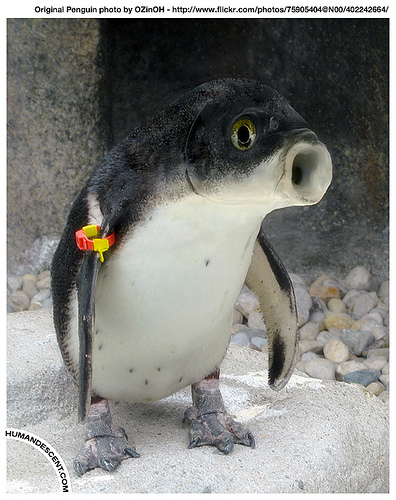 Original Penguin photo by OZinOH - http://www.flickr.com/photos/75905404@N00/402242664/
HUMANDESCENT.COM